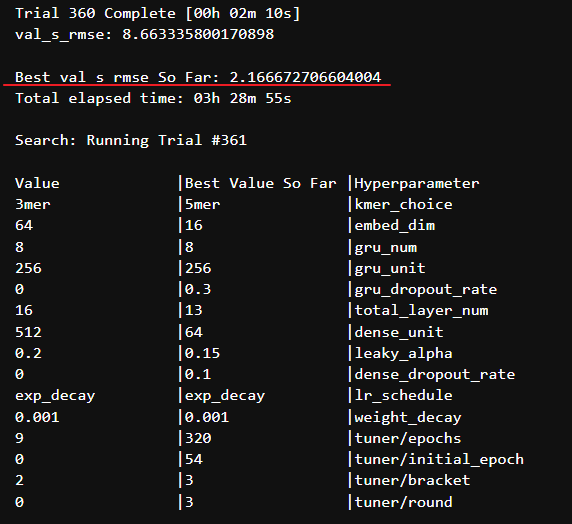 Trial 360 Complete [00h 02m 10s]
val_s_rmse: 8.663335800170898
Best val_s_rmse So Far: 2.166672706604004
Total elapsed time: 03h 28m 55s
Search: Running Trial #361
Value |Best Value So Far |Hyperparameter
3mer |5mer |kmer_choice
64 |16 |embed_dim
8 |8 |gru_num
256 |256 |gru_unit
0 |0.3 |gru_dropout_rate
16 |13 |total_layer_num
512 |64 |dense_unit
0.2 |0.15 |leaky_alpha
0 |0.1 |dense_dropout_rate
exp_decay |exp_decay |lr_schedule
0.001 |0.001 |weight_decay
9 |320 |tuner/epochs
0 |54 |tuner/initial_epoch
2 |3 |tuner/bracket
0 |3 |tuner/round